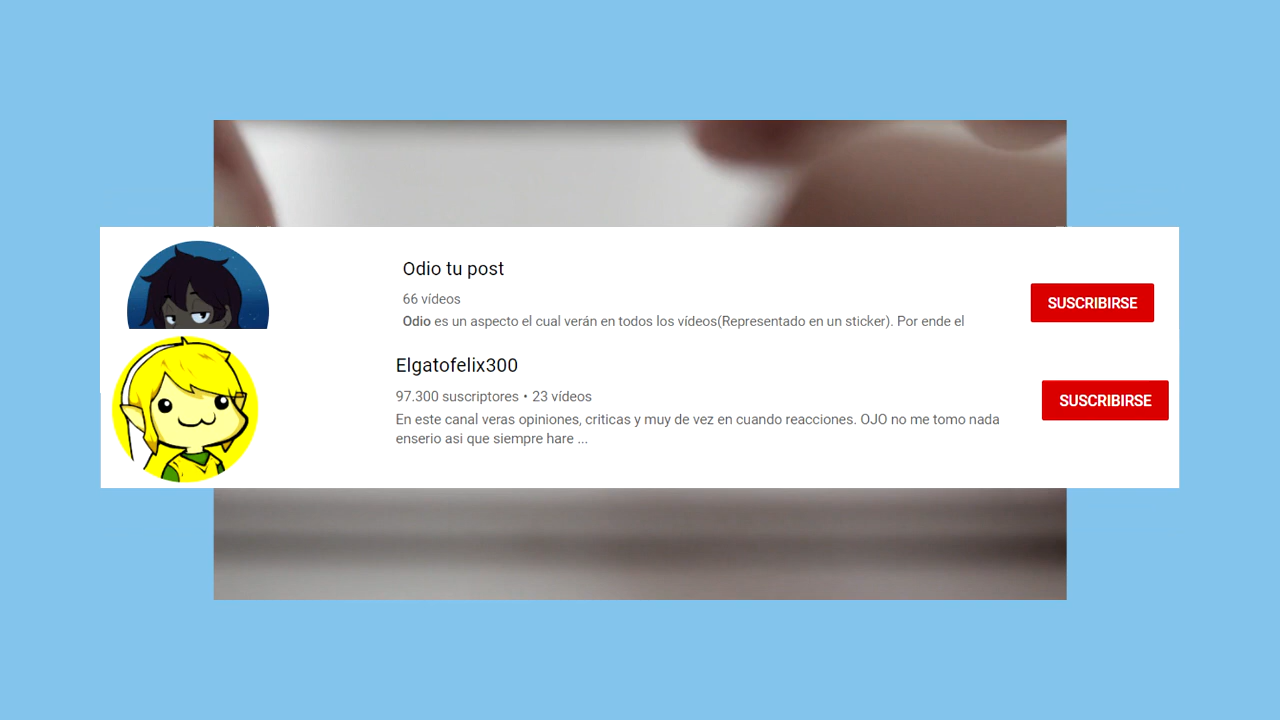 Odio tu post
66 vídeos
Odio es un aspecto el cual verán en todos los vídeos(Representado en un sticker). Por ende el
SUSCRIBIRSE
Elgatofelix300
97.300 suscriptores • 23 vídeos
En este canal veras opiniones, criticas y muy de vez en cuando reacciones. OJO no me tomo nada
enserio asi que siempre hare ...
SUSCRIBIRSE